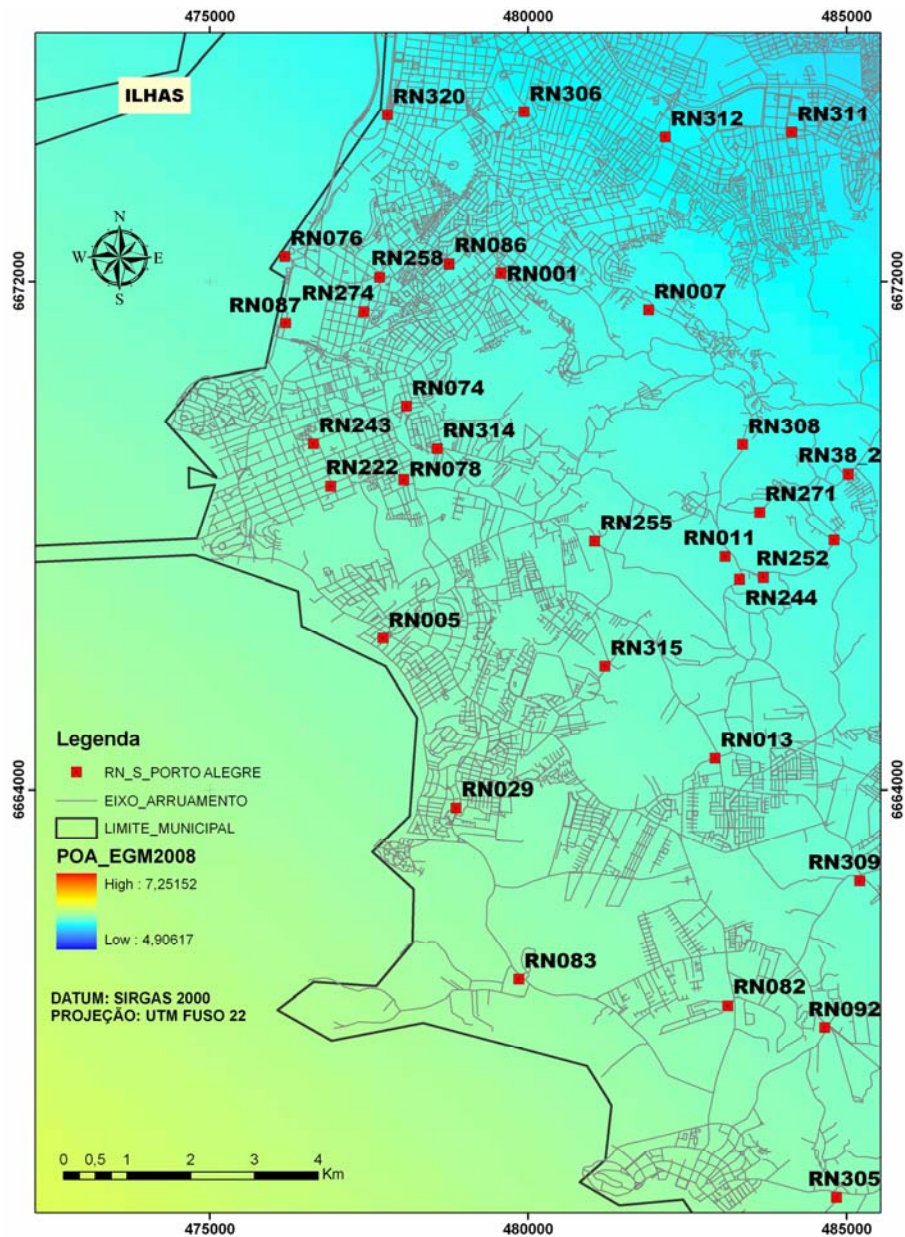 475000 480000 485000
ILHAS
RN320
RN306
RN312
RN311
N
W E
S
RN076
RN258
RN086
RN001
6672000 6672000
RN274
RN087
RN007
RN074
RN243
RN314
RN308
RN222
RN078
RN38_2
RN271
RN255
RN011
RN252
RN244
RN005
RN315
Legenda
RN_S_PORTO ALEGRE
EIXO_ARRUAMENTO
LIMITE_MUNICIPAL
RN013
6664000 6664000
RN029
POA_EGM2008
High : 7,25152
Low : 4,90617
RN309
RN083
DATUM: SIRGAS 2000
PROJEÇÃO: UTM FUSO 22
RN082
RN092
0 0,5 1 2 3 4
Km
RN305
475000 480000 485000